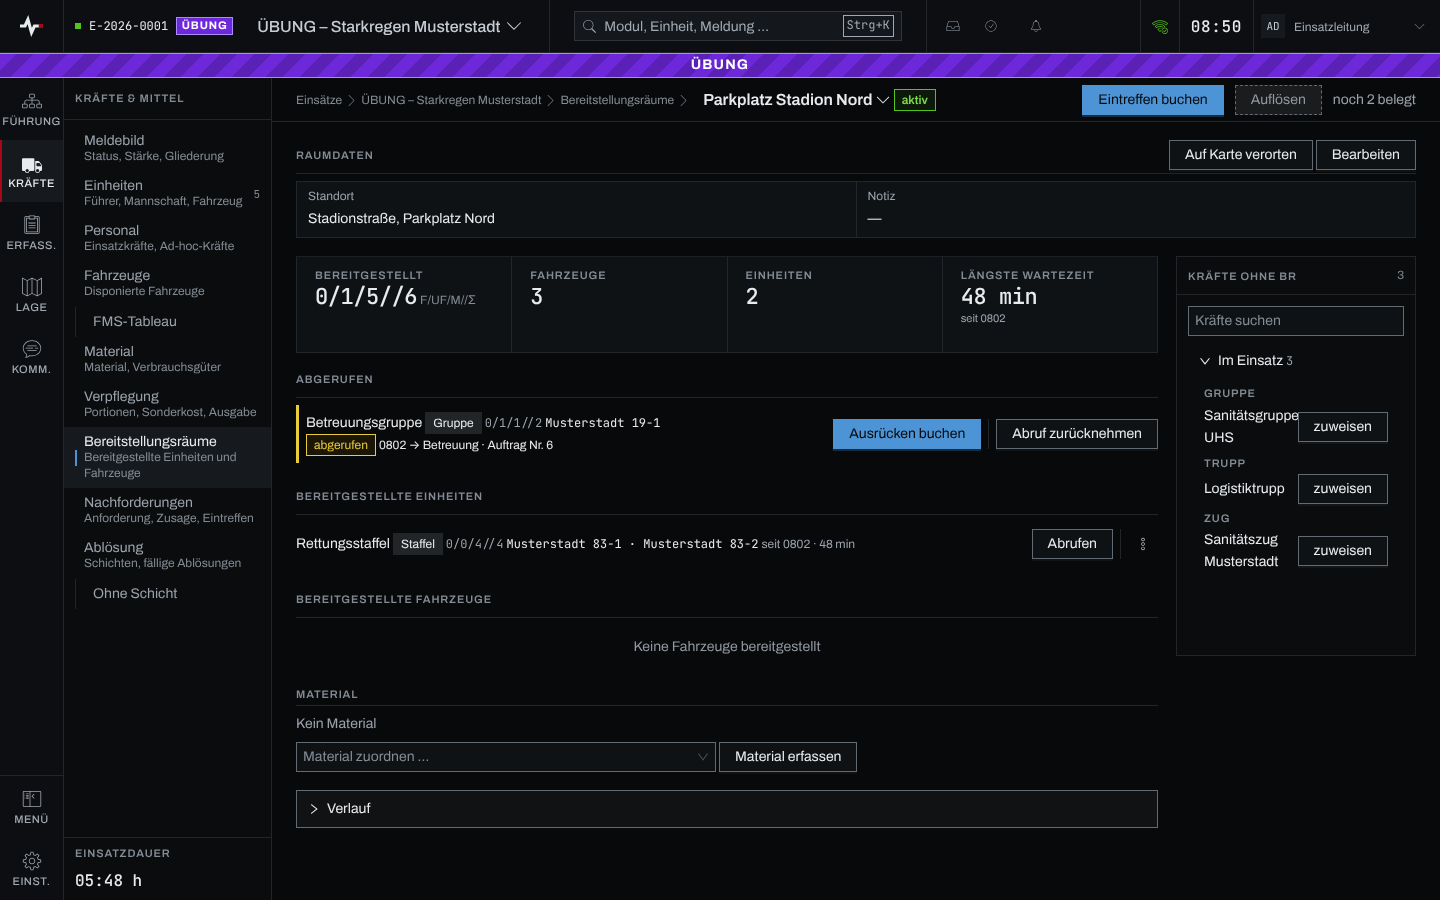 E-2026-0001 ÜBUNG ÜBUNG – Starkregen Musterstadt Modul, Einheit, Meldung ... Strg+K 08:50 AD Einsatzleitung
ÜBUNG
FÜHRUNG
KRÄFTE
ERFASS.
LAGE
KOMM.
MENÜ
EINST.
KRÄFTE & MITTEL
Meldebild
Status, Stärke, Gliederung
Einheiten
Führer, Mannschaft, Fahrzeug 5
Personal
Einsatzkräfte, Ad-hoc-Kräfte
Fahrzeuge
Disponierte Fahrzeuge
FMS-Tableau
Material
Material, Verbrauchsgüter
Verpflegung
Portionen, Sonderkost, Ausgabe
Bereitstellungsräume
Bereitgestellte Einheiten und
Fahrzeuge
Nachforderungen
Anforderung, Zusage, Eintreffen
Ablösung
Schichten, fällige Ablösungen
Ohne Schicht
EINSATZDAUER
05:48 h
Einsätze ÜBUNG – Starkregen Musterstadt Bereitstellungsräume Parkplatz Stadion Nord aktiv Eintreffen buchen Auflösen noch 2 belegt
RAUMDATEN Auf Karte verorten Bearbeiten
Standort Notiz
Stadionstraße, Parkplatz Nord —
BEREITGESTELLT FAHRZEUGE EINHEITEN LÄNGSTE WARTEZEIT
0/1/5//6 F/UF/M//Σ 3 2 48 min
seit 0802
ABGERUFEN
Betreuungsgruppe Gruppe 0/1/1//2 Musterstadt 19-1
abgerufen 0802 → Betreuung · Auftrag Nr. 6
Ausrücken buchen Abruf zurücknehmen
BEREITGESTELLTE EINHEITEN
Rettungsstaffel Staffel 0/0/4//4 Musterstadt 83-1 · Musterstadt 83-2 seit 0802 · 48 min Abrufen
BEREITGESTELLTE FAHRZEUGE
Keine Fahrzeuge bereitgestellt
MATERIAL
Kein Material
Material zuordnen ... Material erfassen
Verlauf
KRÄFTE OHNE BR 3
Kräfte suchen
Im Einsatz 3
GRUPPE
Sanitätsgruppe
UHS
zuweisen
TRUPP
Logistiktrupp zuweisen
ZUG
Sanitätszug
Musterstadt
zuweisen